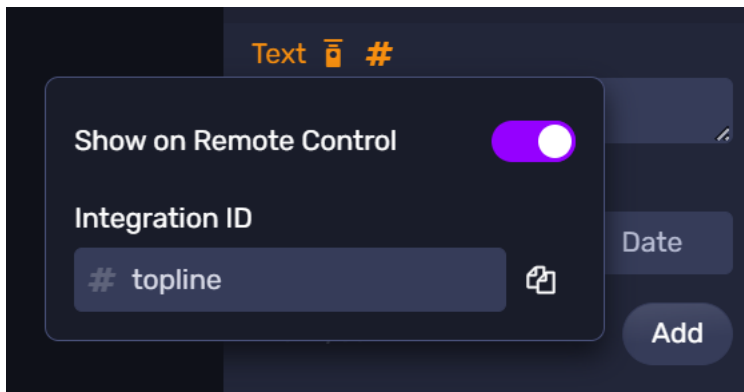 Text #
Show on Remote Control
Integration ID
# topline
Date
Add